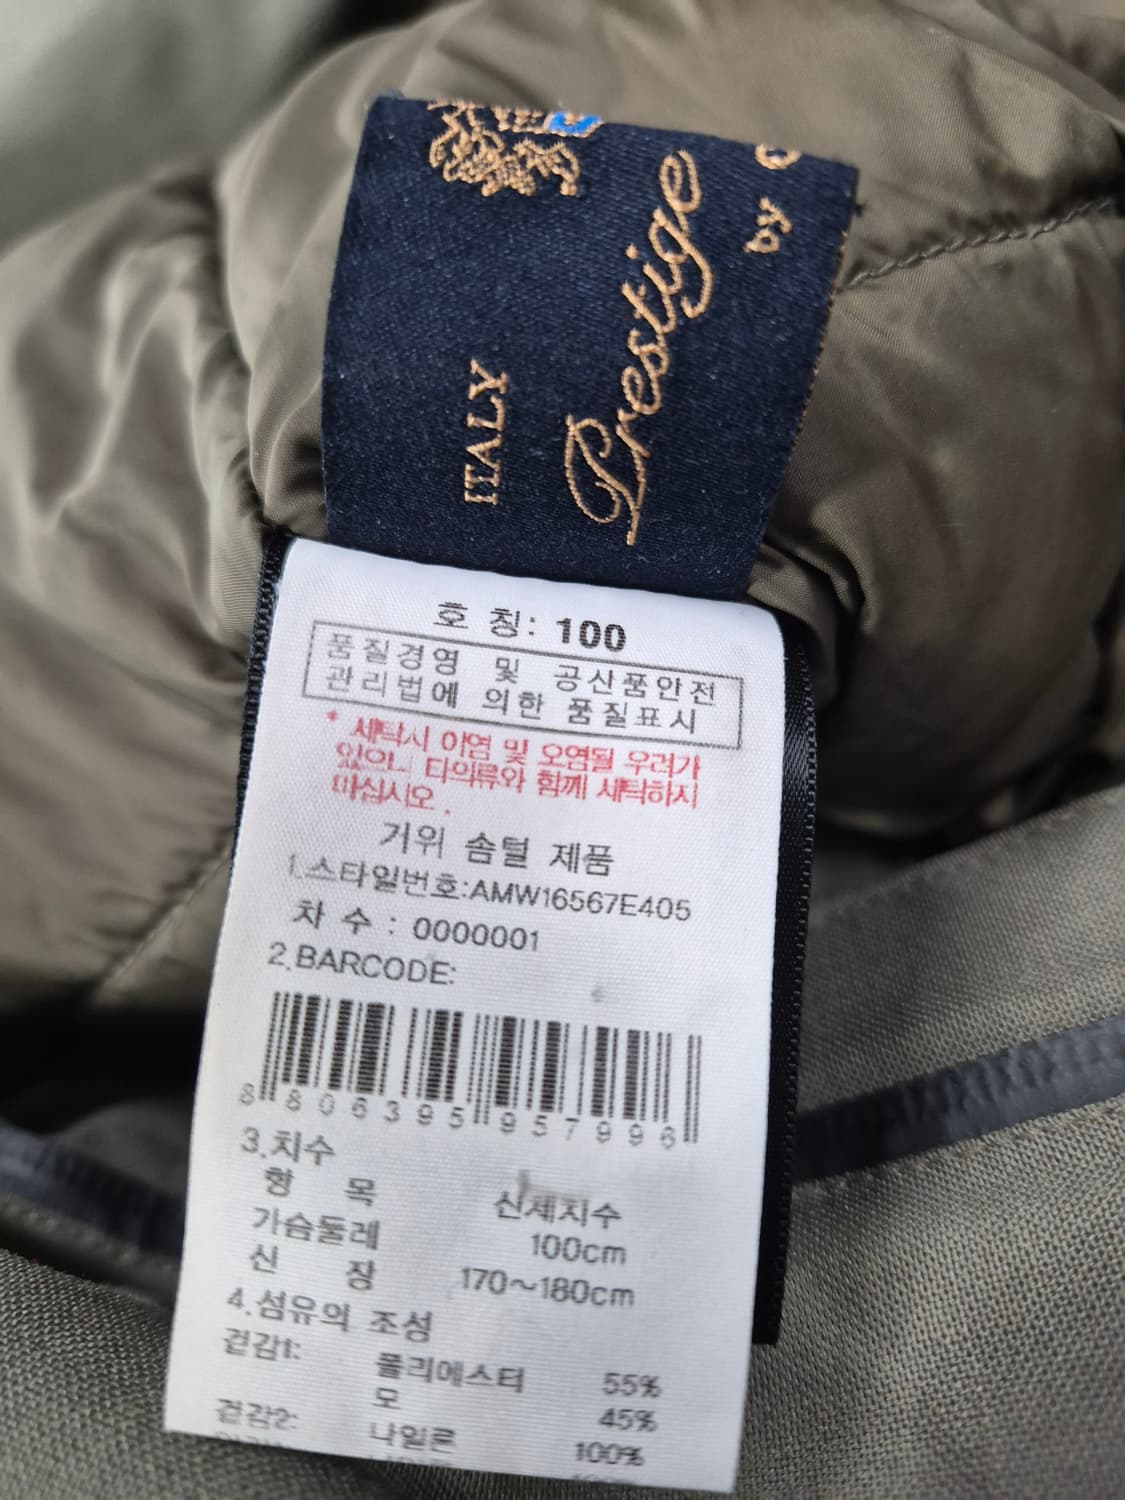 ITALY
Prestige
by
호 칭: 100
품질경영 및 공산품안전
관리법에 의한 품질표시
* 세탁시 이염 및 오염될 우려가
있으니 타의류와 함께 세탁하지
마십시오 .
거위 솜털 제품
1.스타일번호:AMW16567E405
차 수 : 0000001
2.BARCODE:
8 806395 957996
3.치수
항 목 신체치수
가슴둘레 100cm
신 장 170~180cm
4.섬유의 조성
겉감1: 폴리에스터 55%
모 45%
겉감2: 나일론 100%
100%